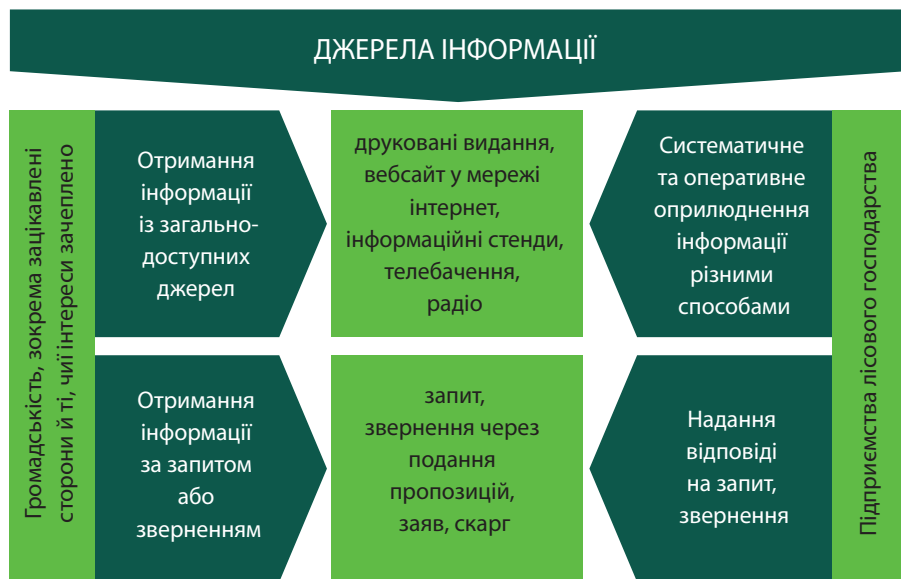 ДЖЕРЕЛА ІНФОРМАЦІЇ
Громадськість, зокрема зацікавлені
сторони й ті, чиї інтереси зачеплено
Отримання
інформації
із загально-
доступних
джерел
друковані видання,
вебсайт у мережі
інтернет,
інформаційні стенди,
телебачення,
радіо
Систематичне
та оперативне
оприлюднення
інформації
різними
способами
Отримання
інформації
за запитом
або
зверненням
запит,
звернення через
подання
пропозицій,
заяв, скарг
Надання
відповіді
на запит,
звернення
Підприємства лісового господарства